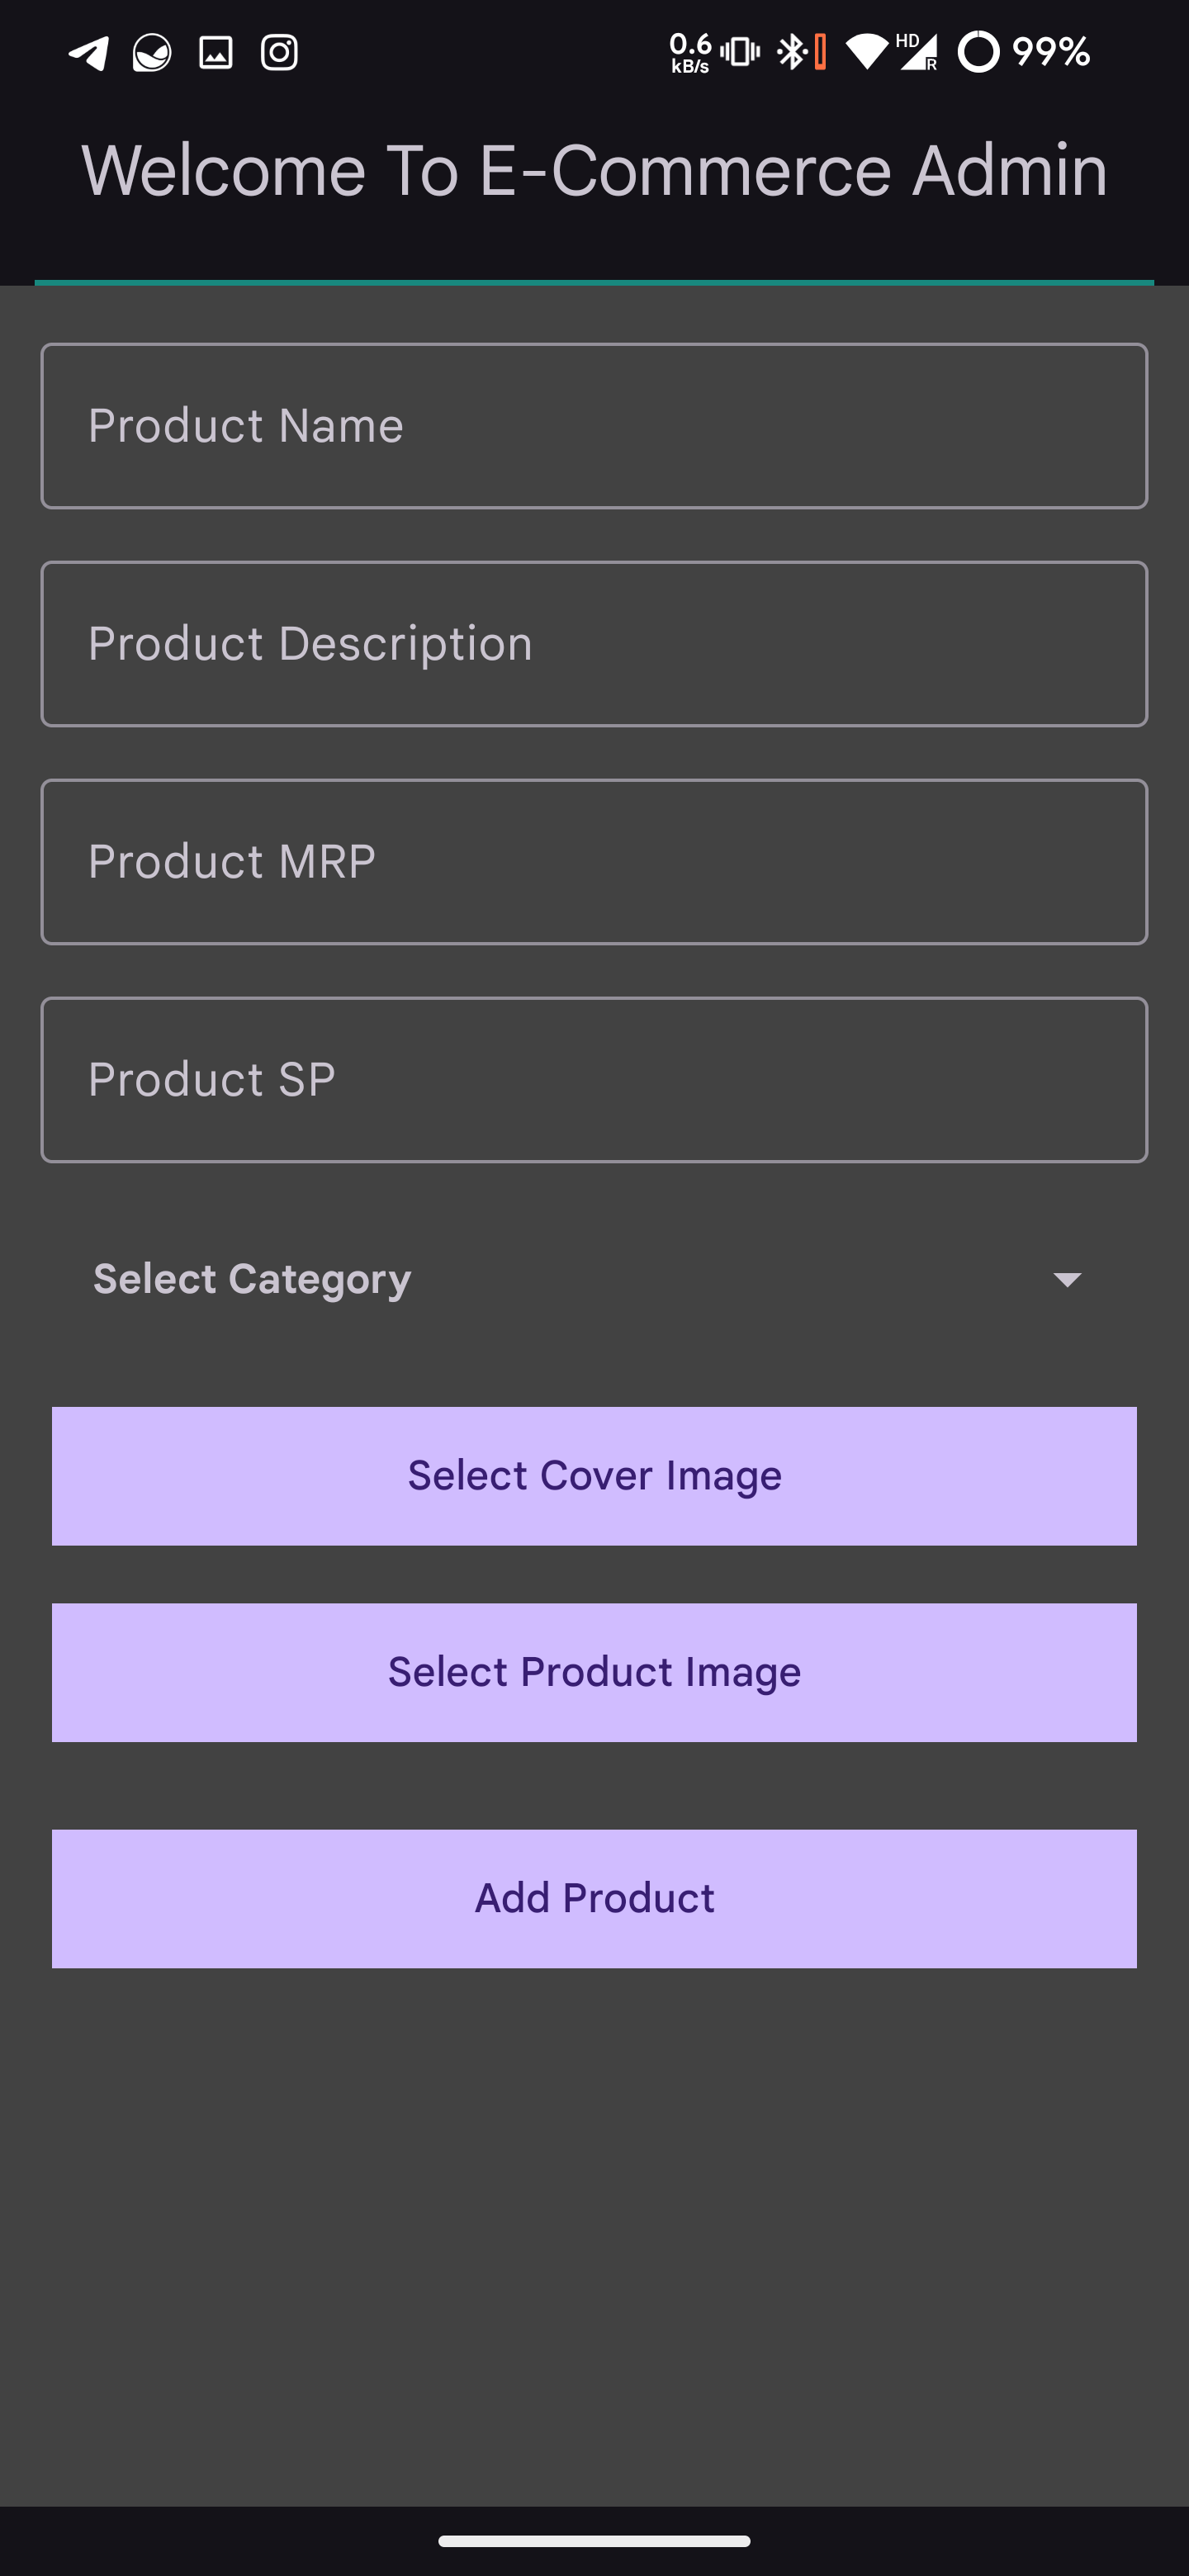 0.6 kB/s HD R 99%
Welcome To E-Commerce Admin
Product Name
Product Description
Product MRP
Product SP
Select Category
Select Cover Image
Select Product Image
Add Product